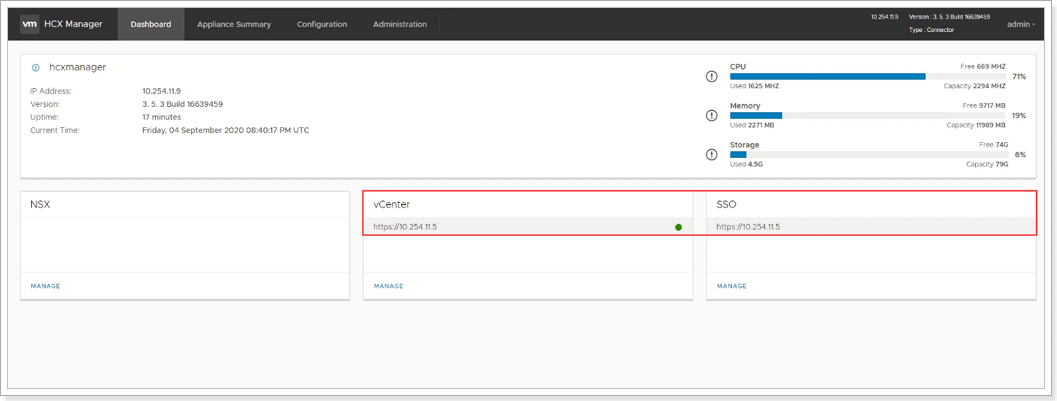 vm HCX Manager Dashboard Appliance Summary Configuration Administration
10.254.11.9 Version : 3. 5. 3 Build 16639459
Type : Connector
admin
hcxmanager
IP Address: 10.254.11.9
Version: 3. 5. 3 Build 16639459
Uptime: 17 minutes
Current Time: Friday, 04 September 2020 08:40:17 PM UTC
CPU Free 669 MHZ
71%
Used 1625 MHZ Capacity 2294 MHZ
Memory Free 9717 MB
19%
Used 2271 MB Capacity 11989 MB
Storage Free 74G
6%
Used 4.5G Capacity 79G
NSX
MANAGE
vCenter
https://10.254.11.5
MANAGE
SSO
https://10.254.11.5
MANAGE